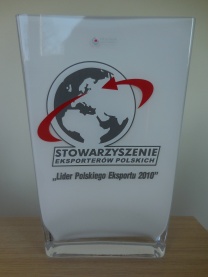 STOWARZYSZENIE
EKSPORTERÓW POLSKICH
„Lider Polskiego Eksportu 2010”